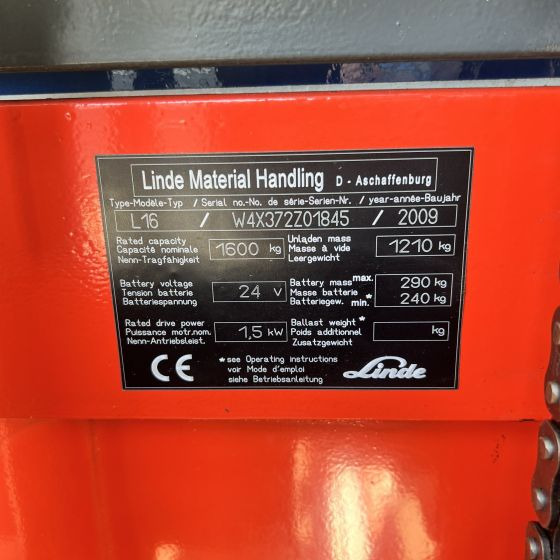 Linde Material Handling D - Aschaffenburg
Type-Modèle-Typ / Serial no.-No. de série-Serien-Nr. / year-année-Baujahr
L16 / W4X372Z01845 / 2009
Rated capacity
Capacité nominale
Nenn-Tragfähigkeit
1600 kg
Unladen mass
Masse à vide
Leergewicht
1210 kg
Battery voltage
Tension batterie
Batteriespannung
24 V
Battery mass max.
Masse batterie *
Batteriegew. min.
290 kg
240 kg
Rated drive power
Puissance motr.nom.
Nenn-Antriebsleist.
1,5 kW
Ballast weight *
Poids additionnel
Zusatzgewicht
kg
CE
* see Operating instructions
voir Mode d'emploi
siehe Betriebsanleitung
Linde